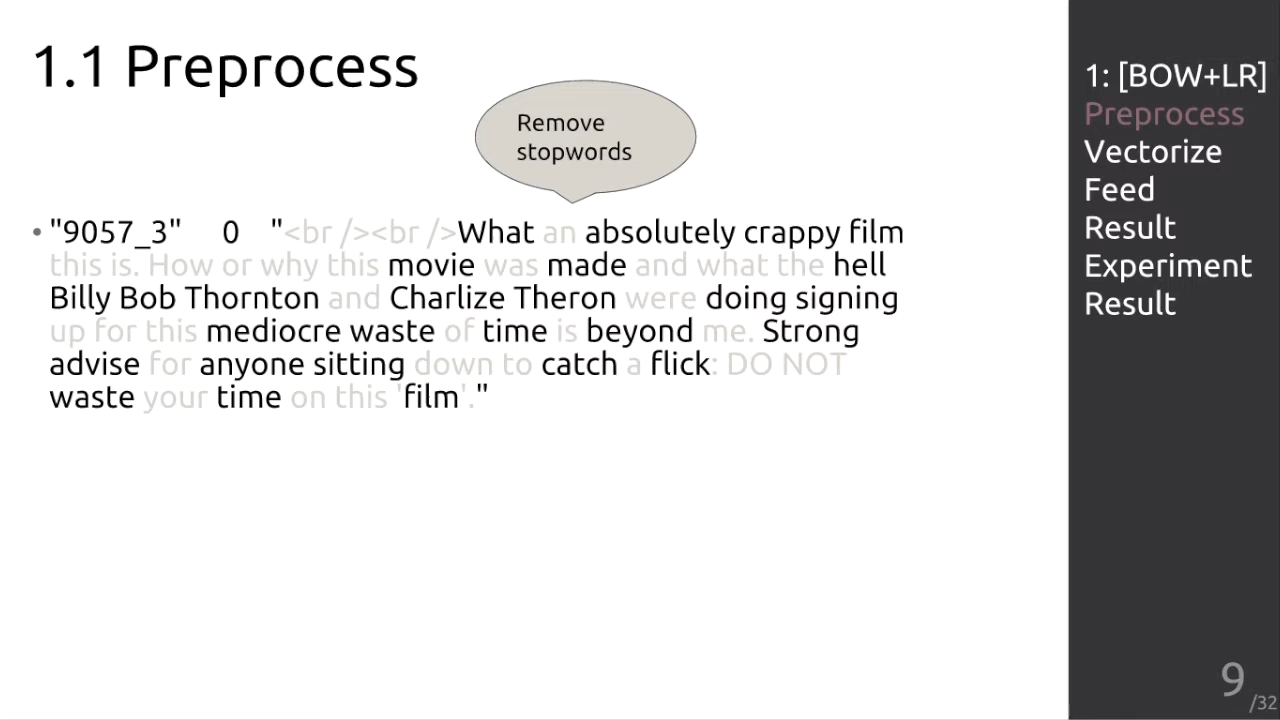 1.1 Preprocess
Remove
stopwords
• "9057_3" 0 "<br /><br />What an absolutely crappy film
this is. How or why this movie was made and what the hell
Billy Bob Thornton and Charlize Theron were doing signing
up for this mediocre waste of time is beyond me. Strong
advise for anyone sitting down to catch a flick: DO NOT
waste your time on this 'film'."
1: [BOW+LR]
Preprocess
Vectorize
Feed
Result
Experiment
Result
9
/32